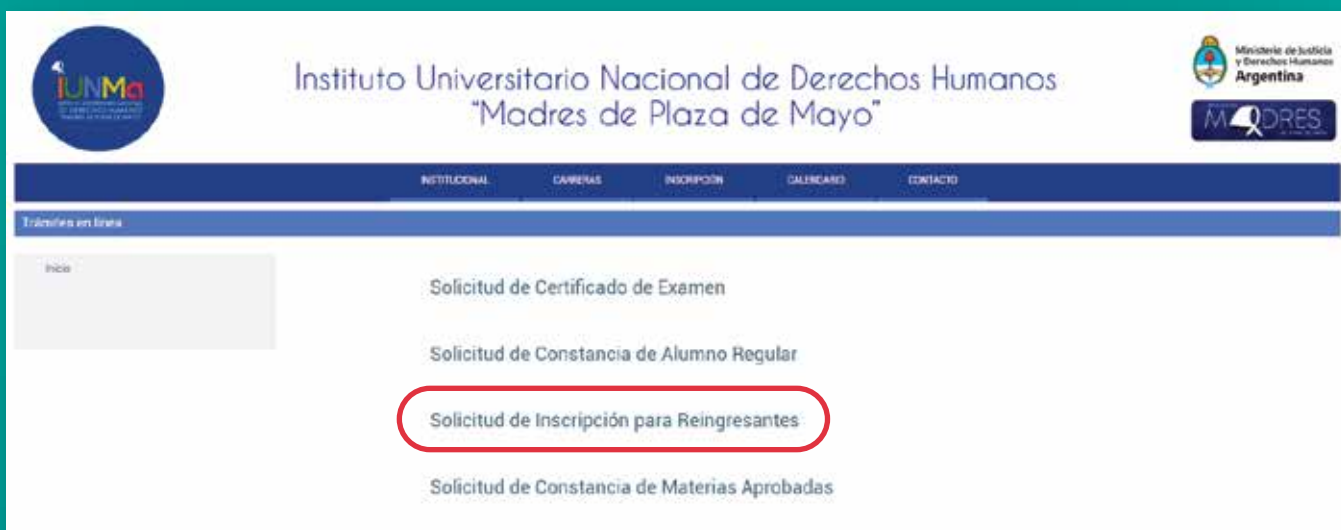 IUNMa
Instituto Universitario Nacional de Derechos Humanos
“Madres de Plaza de Mayo”
Ministerio de Justicia
y Derechos Humanos
Argentina
MADRES
INSTITUCIONAL CARRERAS INSCRIPCIÓN CALENDARIO CONTACTO
Trámites en línea
Inicio
Solicitud de Certificado de Examen
Solicitud de Constancia de Alumno Regular
Solicitud de Inscripción para Reingresantes
Solicitud de Constancia de Materias Aprobadas